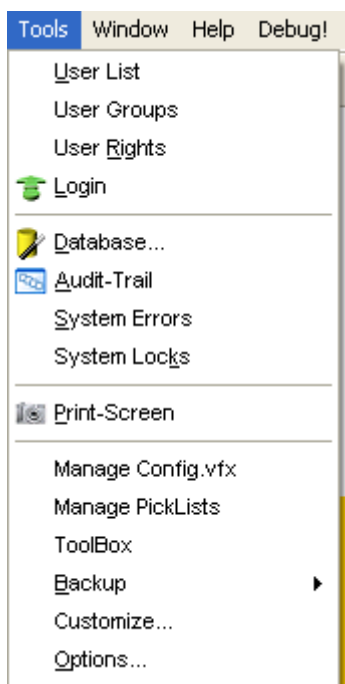 Tools Window Help Debug!
User List
User Groups
User Rights
Login
Database...
Audit-Trail
System Errors
System Locks
Print-Screen
Manage Config.vfx
Manage PickLists
ToolBox
Backup
Customize...
Options...